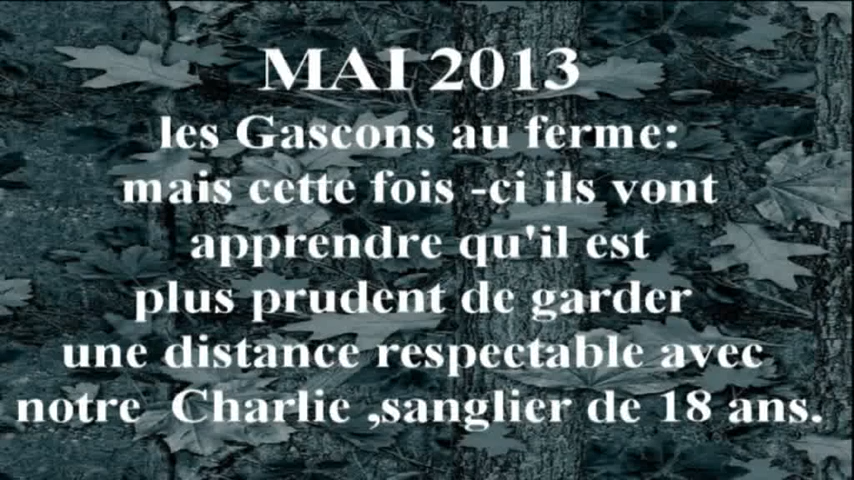 MAI 2013
les Gascons au ferme:
mais cette fois -ci ils vont
apprendre qu'il est
plus prudent de garder
une distance respectable avec
notre  Charlie ,sanglier de 18 ans.